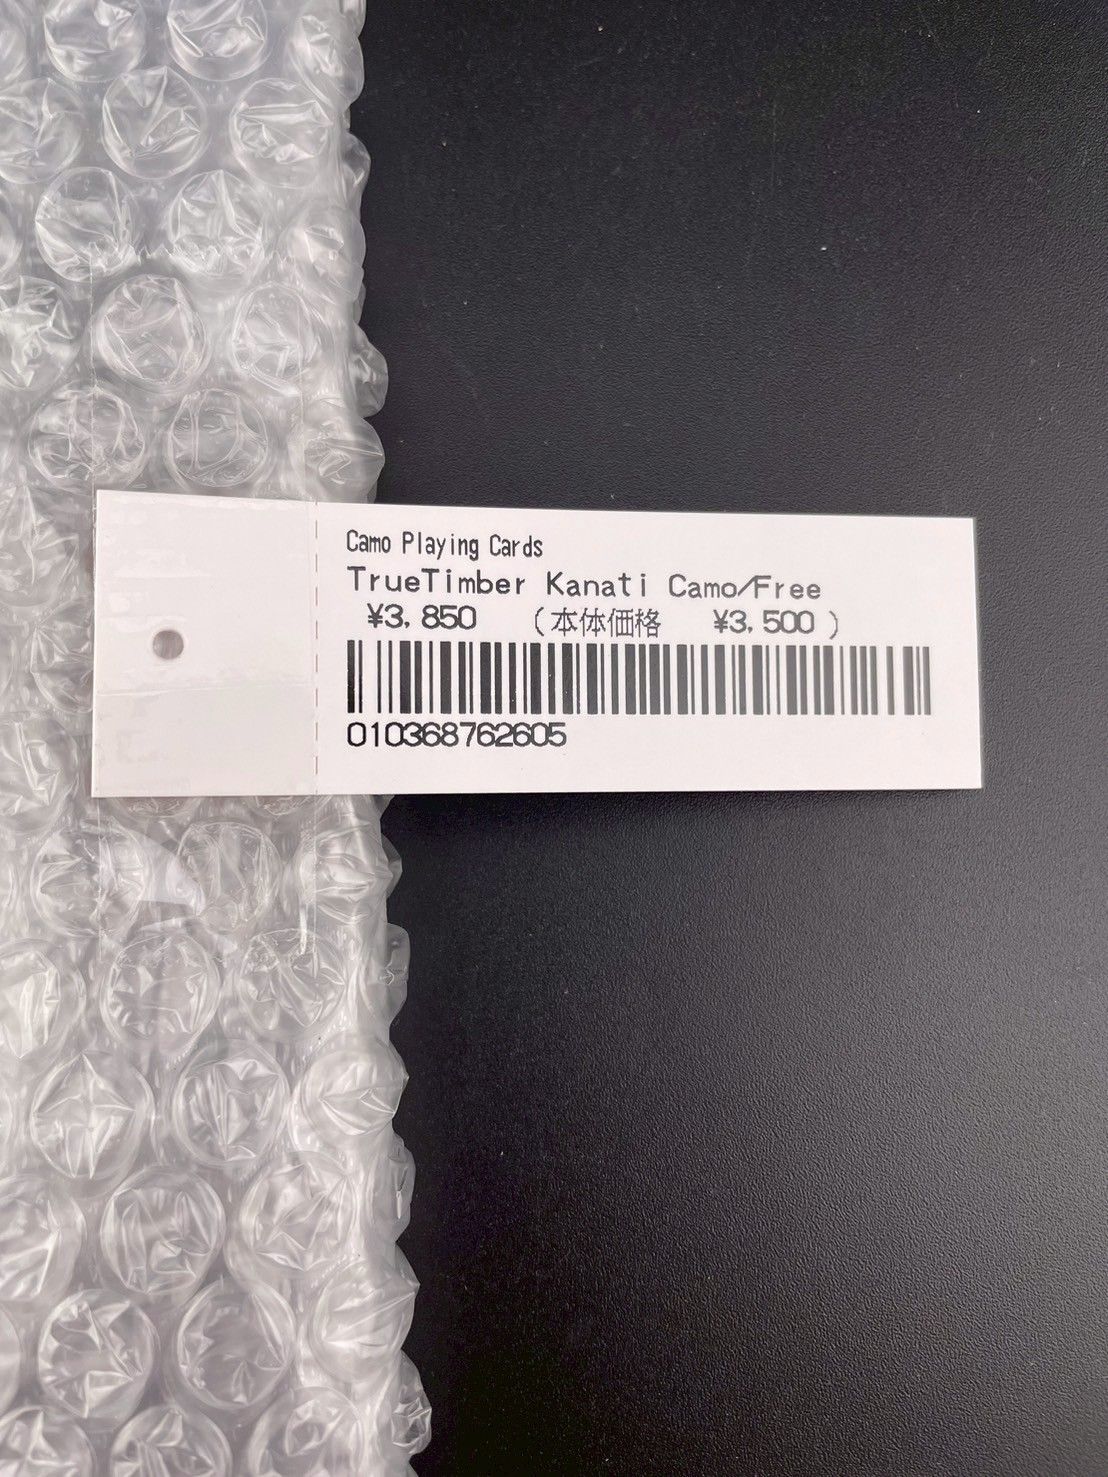 Camo Playing Cards
TrueTimber Kanati Camo/Free
¥3,850 (本体価格 ¥3,500)
010368762605